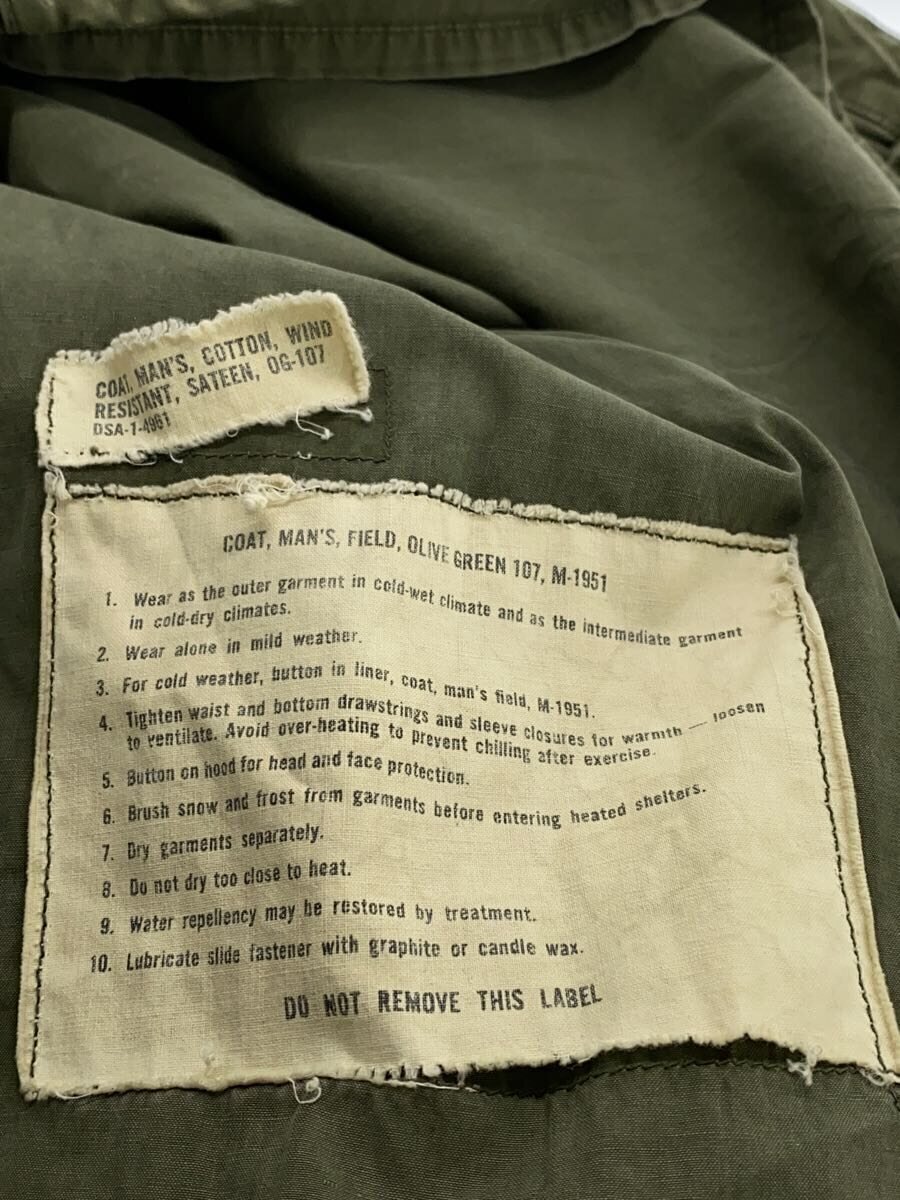 COAT, MAN'S, COTTON, WIND
RESISTANT, SATEEN, OG-107
DSA-1-4961
COAT, MAN'S, FIELD, OLIVE GREEN 107, M-1951
1. Wear as the outer garment in cold-wet climate and as the intermediate garment
in cold-dry climates.
2. Wear alone in mild weather.
3. For cold weather, button in liner, coat, man's field, M-1951.
4. Tighten waist and bottom drawstrings and sleeve closures for warmth — loosen
to ventilate. Avoid over-heating to prevent chilling after exercise.
5. Button on hood for head and face protection.
6. Brush snow and frost from garments before entering heated shelters.
7. Dry garments separately.
8. Do not dry too close to heat.
9. Water repellency may be restored by treatment.
10. Lubricate slide fastener with graphite or candle wax.
DO NOT REMOVE THIS LABEL